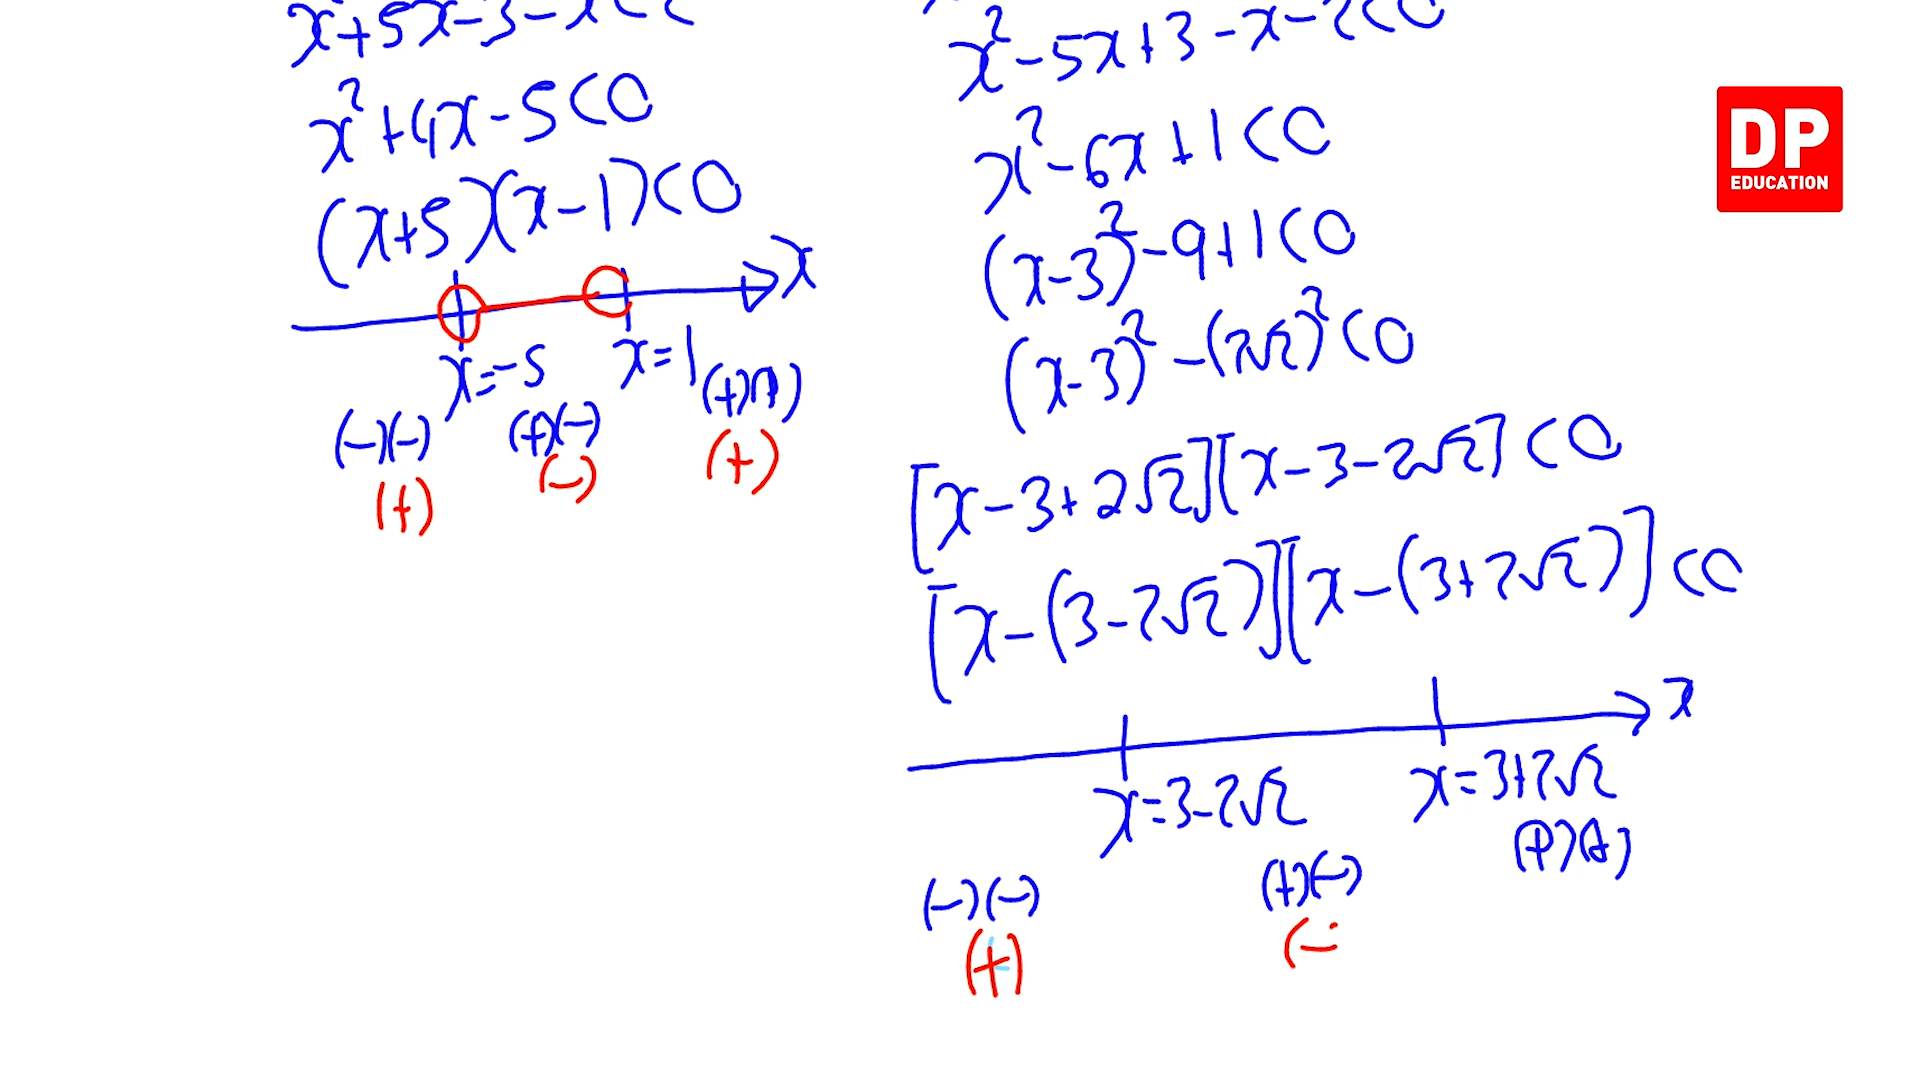 x²+5x-3-x<2
x²+4x-5<0
(x+5)(x-1)<0
x
x=-5
x=1
(-)(-)
(+)(-)
(+)(+)
(+)
(-)
(+)
x²-5x+3-x-2<0
x²-6x+1<0
(x-3)²-9+1<0
(x-3)²-(2√2)²<0
[x-3+2√2][x-3-2√2]<0
[x-(3-2√2)][x-(3+2√2)]<0
x
x=3-2√2
x=3+2√2
(-)(-)
(+)(-)
(+)(+)
(+)
(-
DP
EDUCATION